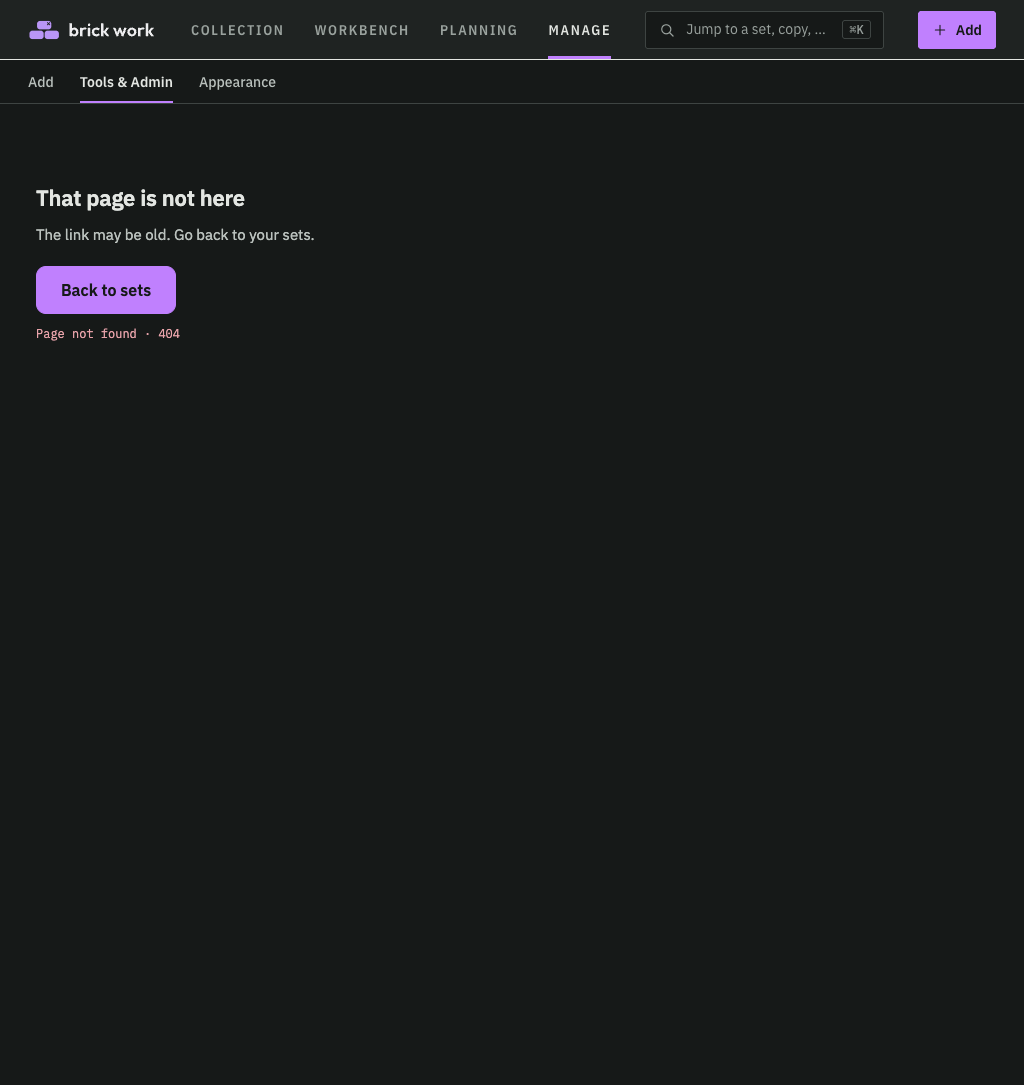 brick work
COLLECTION
WORKBENCH
PLANNING
MANAGE
Jump to a set, copy, ...
⌘K
+ Add
Add
Tools & Admin
Appearance
That page is not here
The link may be old. Go back to your sets.
Back to sets
Page not found · 404